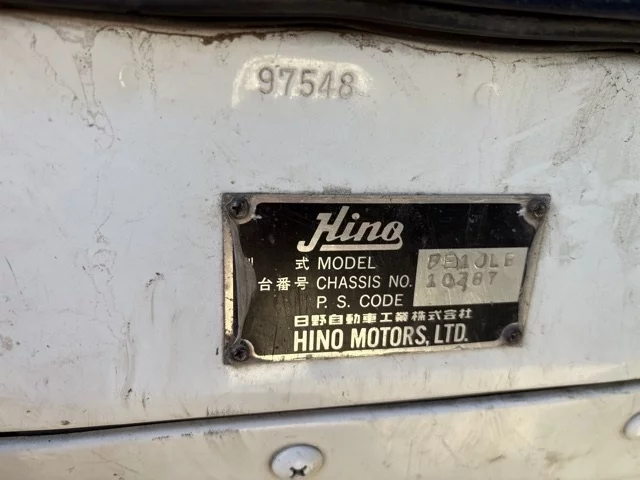 97548
Hino
式 MODEL
台番号 CHASSIS NO. 10287
P. S. CODE
日野自動車工業株式会社
HINO MOTORS, LTD.